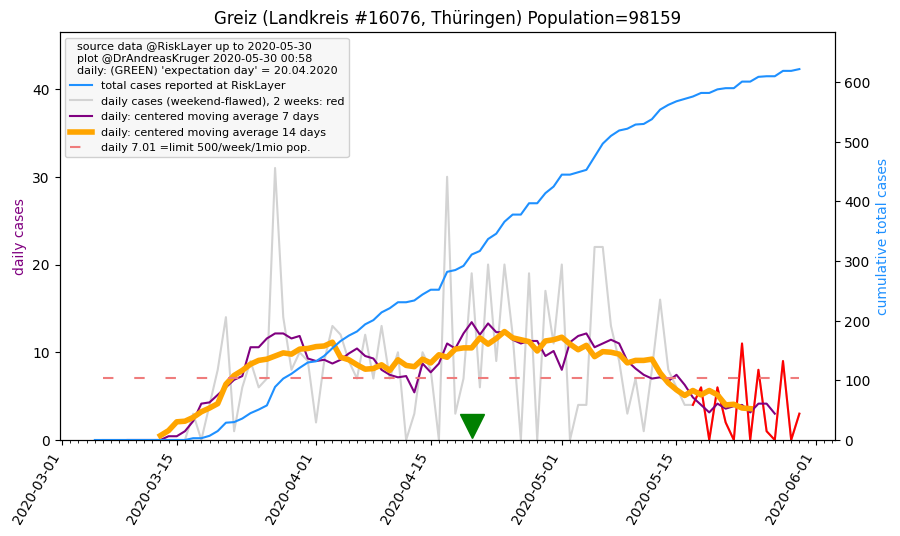 Greiz (Landkreis #16076, Thüringen) Population=98159
source data @RiskLayer up to 2020-05-30
plot @DrAndreasKruger 2020-05-30 00:58
daily: (GREEN) 'expectation day' = 20.04.2020
total cases reported at RiskLayer
daily cases (weekend-flawed), 2 weeks: red
daily: centered moving average 7 days
daily: centered moving average 14 days
daily 7.01 =limit 500/week/1mio pop.
daily cases
40
30
20
10
0
cumulative total cases
600
500
400
300
200
100
0
2020-03-01
2020-03-15
2020-04-01
2020-04-15
2020-05-01
2020-05-15
2020-06-01